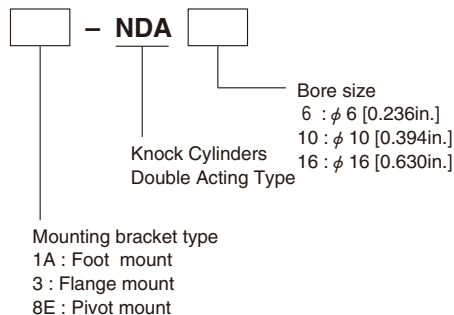 – NDA
Bore size
6 : φ 6 [0.236in.]
10 : φ 10 [0.394in.]
16 : φ 16 [0.630in.]
Knock Cylinders
Double Acting Type
Mounting bracket type
1A : Foot mount
3 : Flange mount
8E : Pivot mount